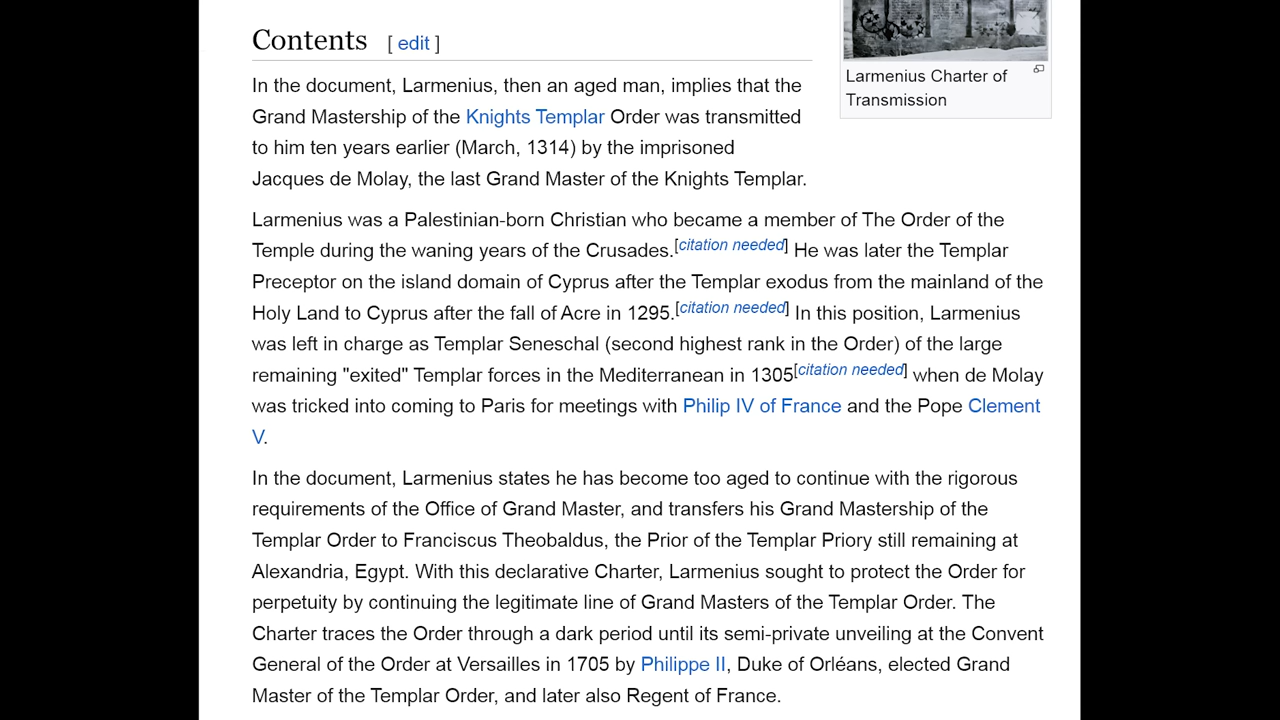 Contents [ edit ]
Larmenius Charter of
Transmission
In the document, Larmenius, then an aged man, implies that the
Grand Mastership of the Knights Templar Order was transmitted
to him ten years earlier (March, 1314) by the imprisoned
Jacques de Molay, the last Grand Master of the Knights Templar.
Larmenius was a Palestinian-born Christian who became a member of The Order of the
Temple during the waning years of the Crusades.[citation needed] He was later the Templar
Preceptor on the island domain of Cyprus after the Templar exodus from the mainland of the
Holy Land to Cyprus after the fall of Acre in 1295.[citation needed] In this position, Larmenius
was left in charge as Templar Seneschal (second highest rank in the Order) of the large
remaining "exited" Templar forces in the Mediterranean in 1305[citation needed] when de Molay
was tricked into coming to Paris for meetings with Philip IV of France and the Pope Clement
V.
In the document, Larmenius states he has become too aged to continue with the rigorous
requirements of the Office of Grand Master, and transfers his Grand Mastership of the
Templar Order to Franciscus Theobaldus, the Prior of the Templar Priory still remaining at
Alexandria, Egypt. With this declarative Charter, Larmenius sought to protect the Order for
perpetuity by continuing the legitimate line of Grand Masters of the Templar Order. The
Charter traces the Order through a dark period until its semi-private unveiling at the Convent
General of the Order at Versailles in 1705 by Philippe II, Duke of Orléans, elected Grand
Master of the Templar Order, and later also Regent of France.